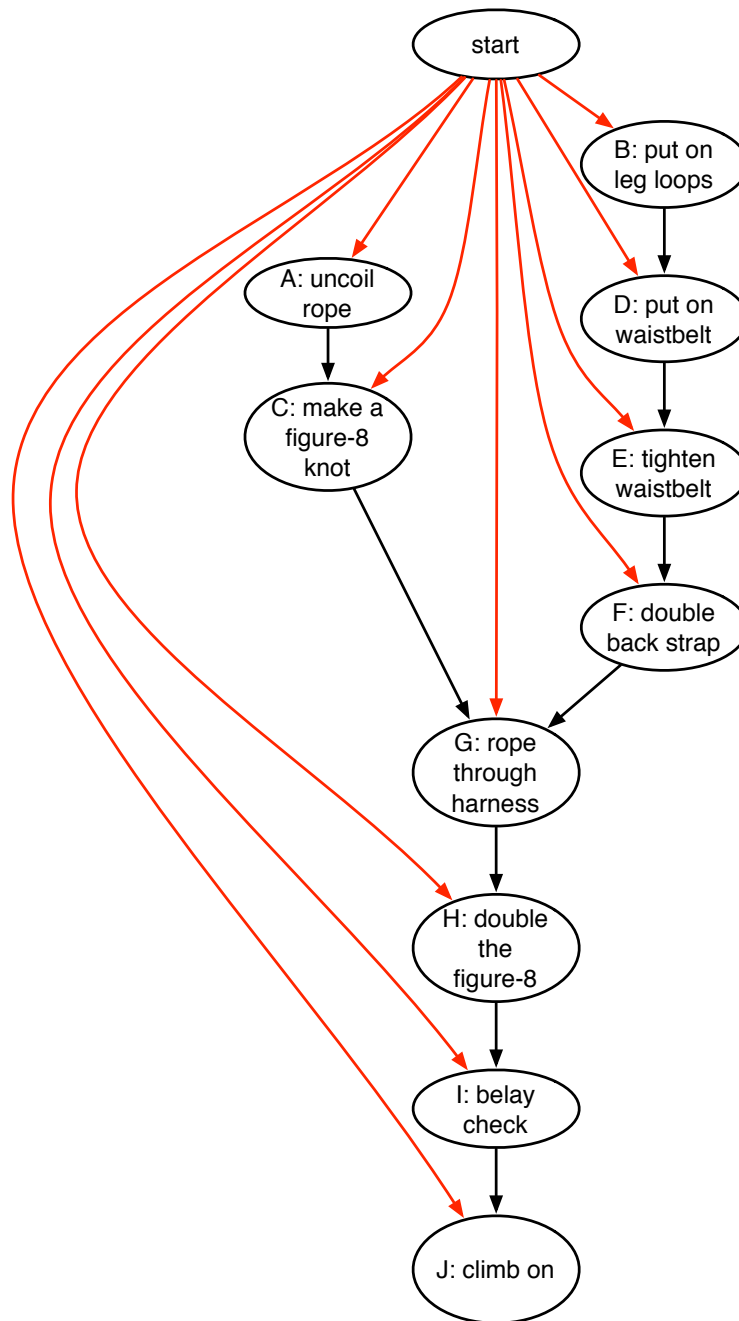 start
B: put on
leg loops
A: uncoil
rope
D: put on
waistbelt
C: make a
figure-8
knot
E: tighten
waistbelt
F: double
back strap
G: rope
through
harness
H: double
the
figure-8
I: belay
check
J: climb on